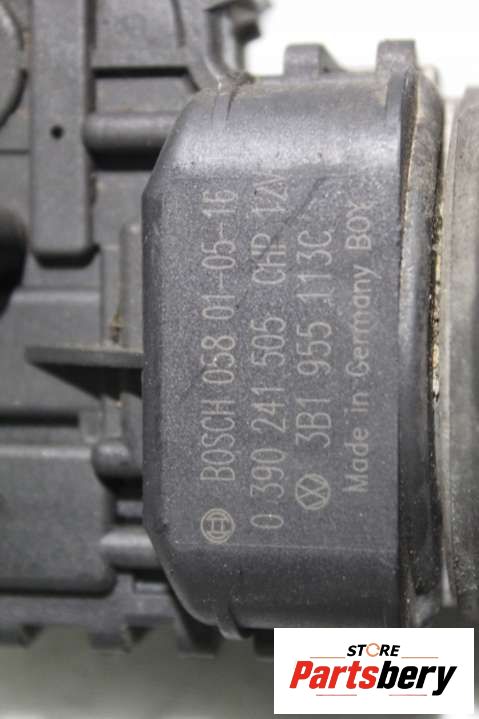 BOSCH 058 01-05-16
0 390 241 505 CHP 12V
3B1 955 113C
Made in Germany BOY
STORE
Partsbery